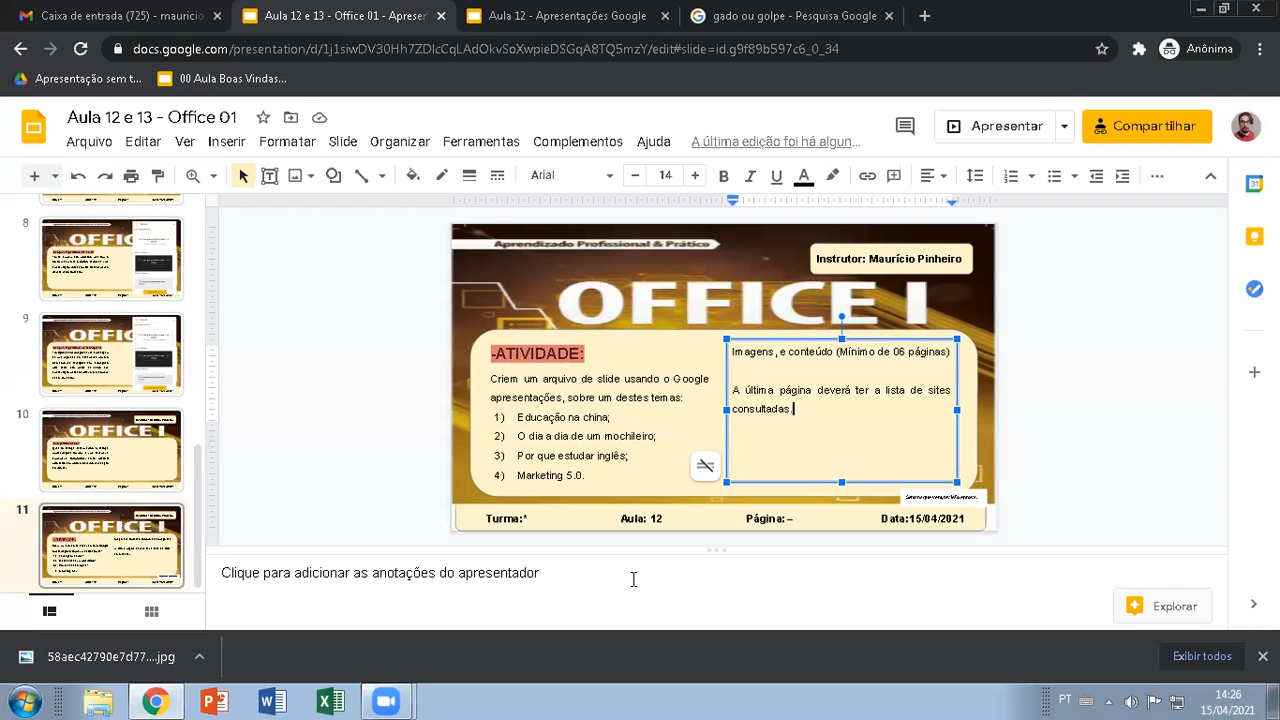 Caixa de entrada (725) - maurício
Aula 12 e 13 - Office 01 - Apreser
Aula 12 - Apresentações Google
gado ou golpe - Pesquisa Google
docs.google.com/presentation/d/1j1siwDV30Hh7ZDIcCqLAdOkvSoXwpieDSGqA8TQ5mzY/edit#slide=id.g9f89b597c6_0_34
Anônima
Apresentação sem t...
00 Aula Boas Vindas...
Aula 12 e 13 - Office 01
Apresentar
Compartilhar
Arquivo Editar Ver Inserir Formatar Slide Organizar Ferramentas Complementos Ajuda
A última edição foi há algun...
Arial
14
B I U A
8
9
10
11
Aprendizado Profissional & Prático
Instrutor: Maurício Pinheiro
OFFICE I
-ATIVIDADE:
Criem um arquivo de slide usando o Google
apresentações, sobre um destes temas:
1) Educação na china;
2) O dia a dia de um mochileiro;
3) Por que estudar inglês;
4) Marketing 5.0.
Imagens, e conteúdo (Mínimo de 06 páginas)
A última página deverá ter a lista de sites
consultadas.
Turma:*
Aula: 12
Página: –
Data:15/04/2021
Clique para adicionar as anotações do apresentador
Explorar
58aec42790e7d77....jpg
Exibir todos
PT
14:26
15/04/2021